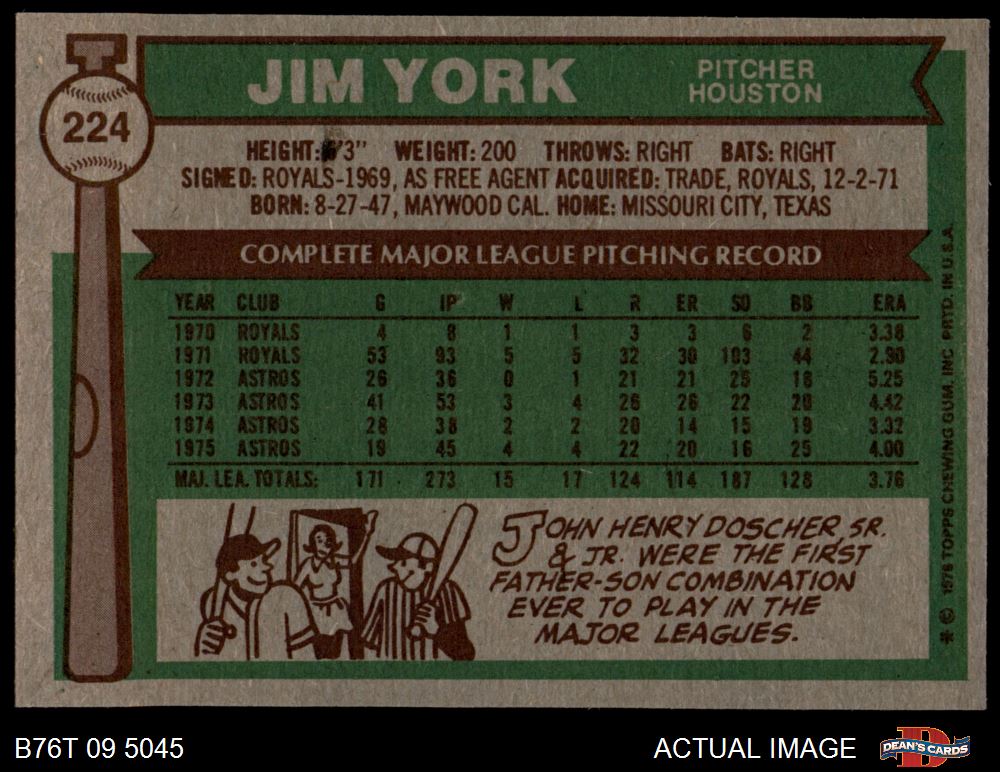 JIM YORK
PITCHER
HOUSTON
224
HEIGHT: 3" WEIGHT: 200 THROWS: RIGHT BATS: RIGHT
SIGNED: ROYALS-1969, AS FREE AGENT ACQUIRED: TRADE, ROYALS, 12-2-71
BORN: 8-27-47, MAYWOOD CAL. HOME: MISSOURI CITY, TEXAS
COMPLETE MAJOR LEAGUE PITCHING RECORD
YEAR CLUB G IP W L R ER SO BB ERA
1970 ROYALS 4 8 1 1 3 3 6 2 3.38
1971 ROYALS 53 93 5 5 32 30 103 44 2.90
1972 ASTROS 26 36 0 1 21 21 25 18 5.25
1973 ASTROS 41 53 3 4 26 26 22 20 4.42
1974 ASTROS 28 38 2 2 20 14 15 19 3.32
1975 ASTROS 19 45 4 4 22 20 16 25 4.00
MAJ. LEA. TOTALS: 171 273 15 17 124 114 187 128 3.76
JOHN HENRY DOSCHER, SR.
& JR. WERE THE FIRST
FATHER-SON COMBINATION
EVER TO PLAY IN THE
MAJOR LEAGUES.
* © 1976 TOPPS CHEWING GUM, INC. PRTD. IN U.S.A.
B76T 09 5045
ACTUAL IMAGE
D
DEAN'S CARDS